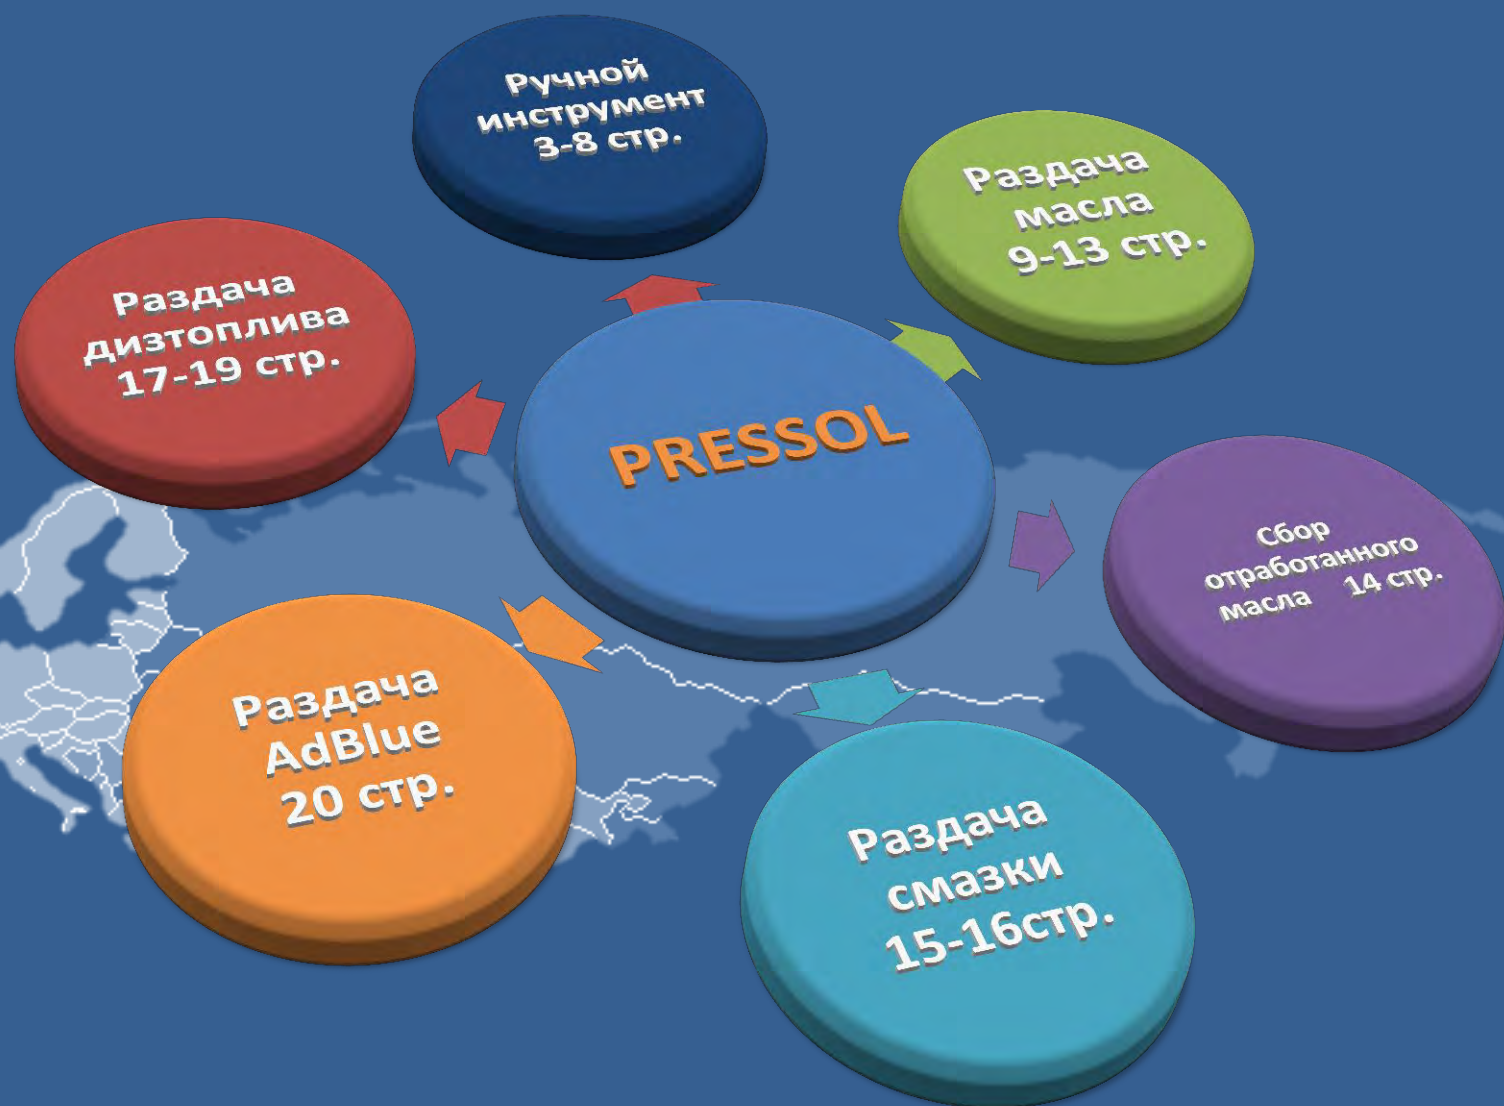 Ручной
инструмент
3-8 стр.
Раздача
масла
9-13 стр.
Раздача
дизтоплива
17-19 стр.
PRESSOL
Сбор
отработанного
масла 14 стр.
Раздача
AdBlue
20 стр.
Раздача
смазки
15-16стр.